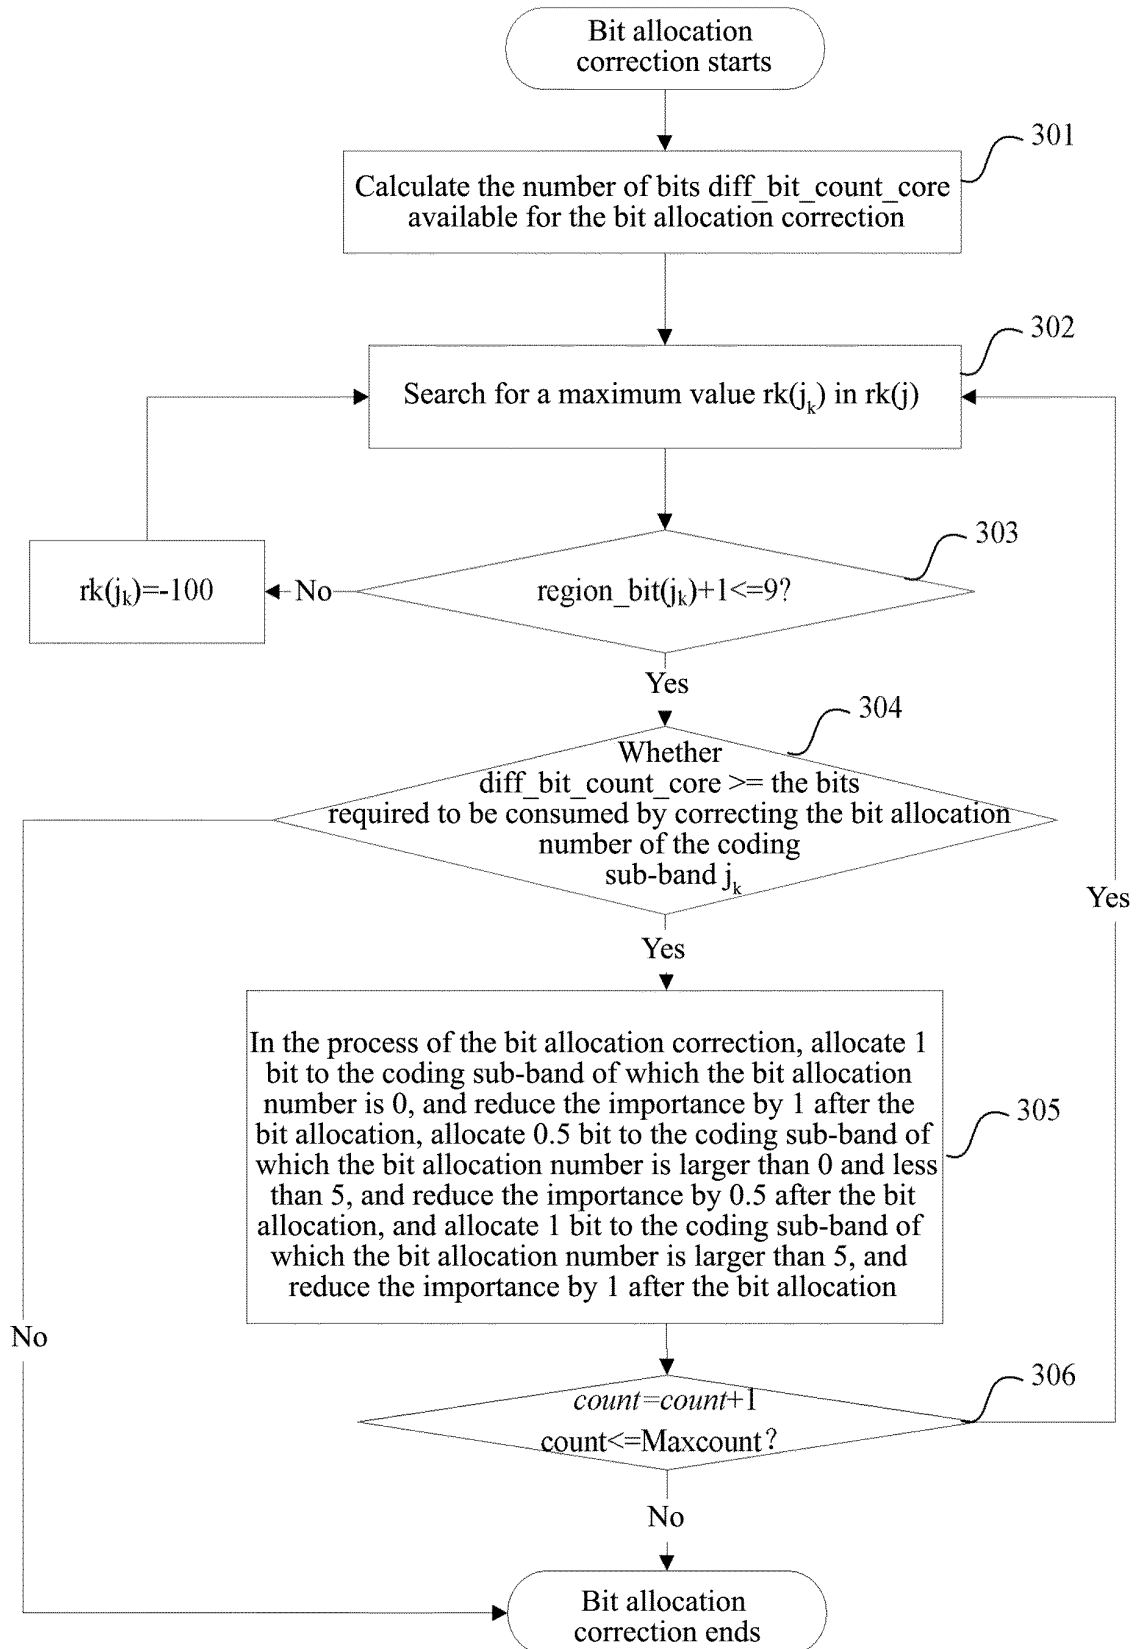 Bit allocation
correction starts
301
Calculate the number of bits diff_bit_count_core
available for the bit allocation correction
302
Search for a maximum value rk(jk) in rk(j)
303
region_bit(jk)+1<=9?
No
rk(jk)=-100
Yes
304
Whether
diff_bit_count_core >= the bits
required to be consumed by correcting the bit allocation
number of the coding
sub-band jk
Yes
Yes
In the process of the bit allocation correction, allocate 1
bit to the coding sub-band of which the bit allocation
number is 0, and reduce the importance by 1 after the
bit allocation, allocate 0.5 bit to the coding sub-band of
which the bit allocation number is larger than 0 and less
than 5, and reduce the importance by 0.5 after the bit
allocation, and allocate 1 bit to the coding sub-band of
which the bit allocation number is larger than 5, and
reduce the importance by 1 after the bit allocation
305
No
306
count=count+1
count<=Maxcount?
No
Bit allocation
correction ends